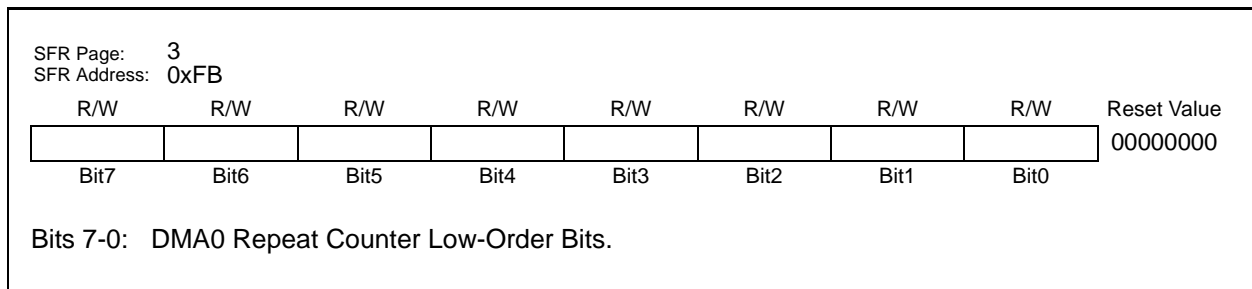 SFR Page: 3
SFR Address: 0xFB
R/W R/W R/W R/W R/W R/W R/W R/W Reset Value
00000000
Bit7 Bit6 Bit5 Bit4 Bit3 Bit2 Bit1 Bit0
Bits 7-0: DMA0 Repeat Counter Low-Order Bits.